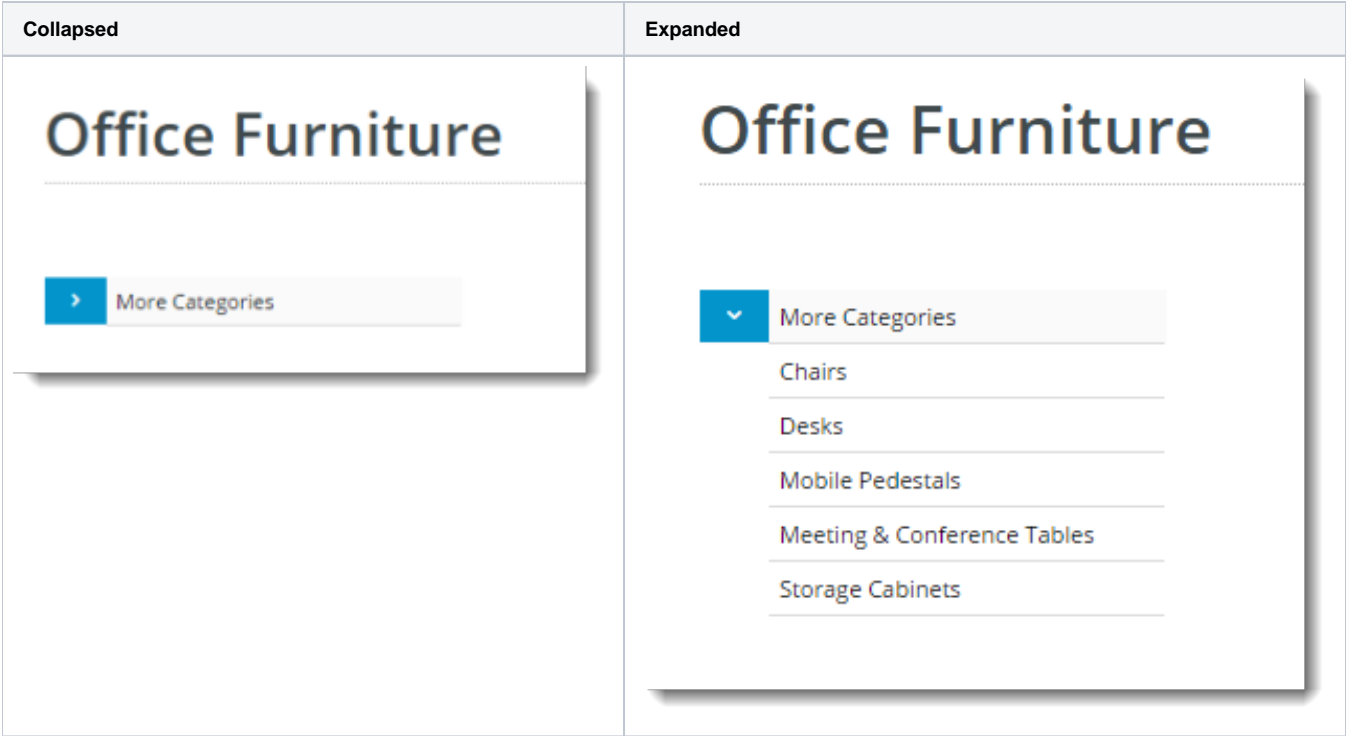 Collapsed
Expanded
Office Furniture
More Categories
Office Furniture
More Categories
Chairs
Desks
Mobile Pedestals
Meeting & Conference Tables
Storage Cabinets